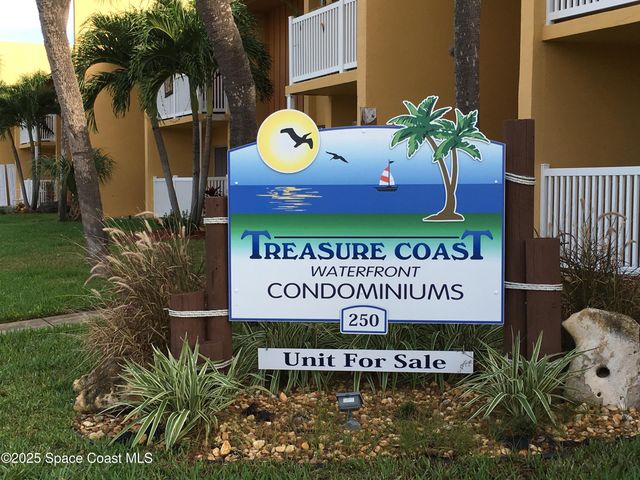 TREASURE COAST
WATERFRONT
CONDOMINIUMS
250
Unit For Sale
©2025 Space Coast MLS